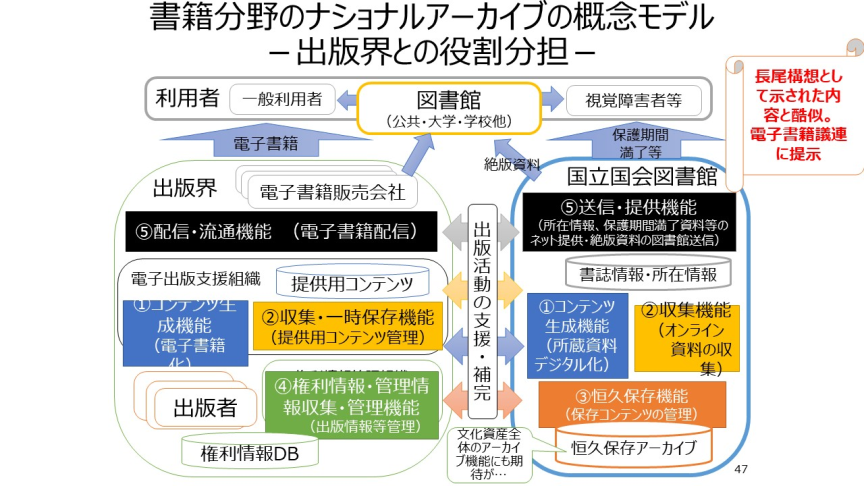 書籍分野のナショナルアーカイブの概念モデル
－出版界との役割分担－
長尾構想とし
て示された内
容と酷似。
電子書籍議連
に提示
利用者
一般利用者
図書館
（公共・大学・学校他）
視覚障害者等
電子書籍
絶版資料
保護期間
満了等
出版界
電子書籍販売会社
⑤配信・流通機能　（電子書籍配信）
電子出版支援組織
提供用コンテンツ
①コンテンツ生
成機能
（電子書籍
化）
②収集・一時保存機能
（提供用コンテンツ管理）
④権利情報・管理情
報収集・管理機能
（出版情報等管理）
出版者
権利情報DB
出版活動の支援・補完
国立国会図書館
⑤送信・提供機能
（所在情報、保護期間満了資料等の
ネット提供・絶版資料の図書館送信）
書誌情報・所在情報
①コンテンツ
生成機能
（所蔵資料
デジタル化）
②収集機能
（オンライン
資料の収
集）
③恒久保存機能
（保存コンテンツの管理）
恒久保存アーカイブ
文化資産全
体のアーカイ
ブ機能にも期
待が…
47